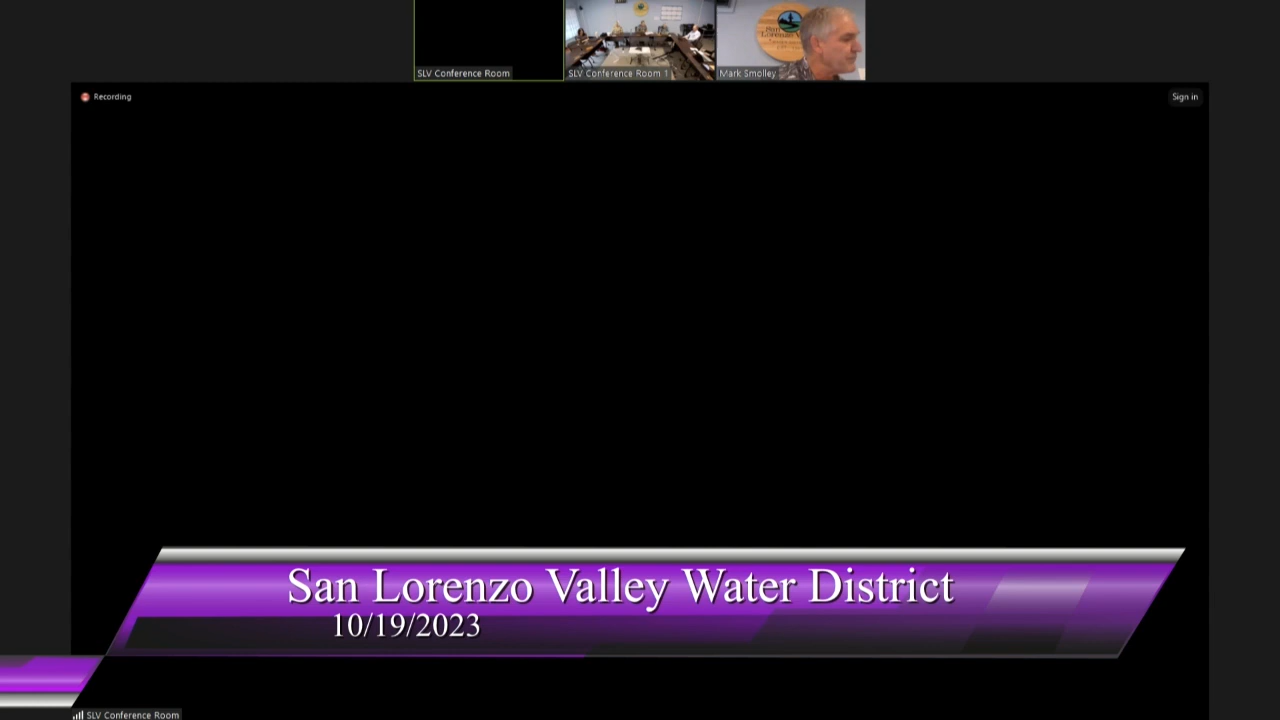 SLV Conference Room
SLV Conference Room 1
Mark Smolley
Recording
Sign in
San Lorenzo Valley Water District
10/19/2023
SLV Conference Room